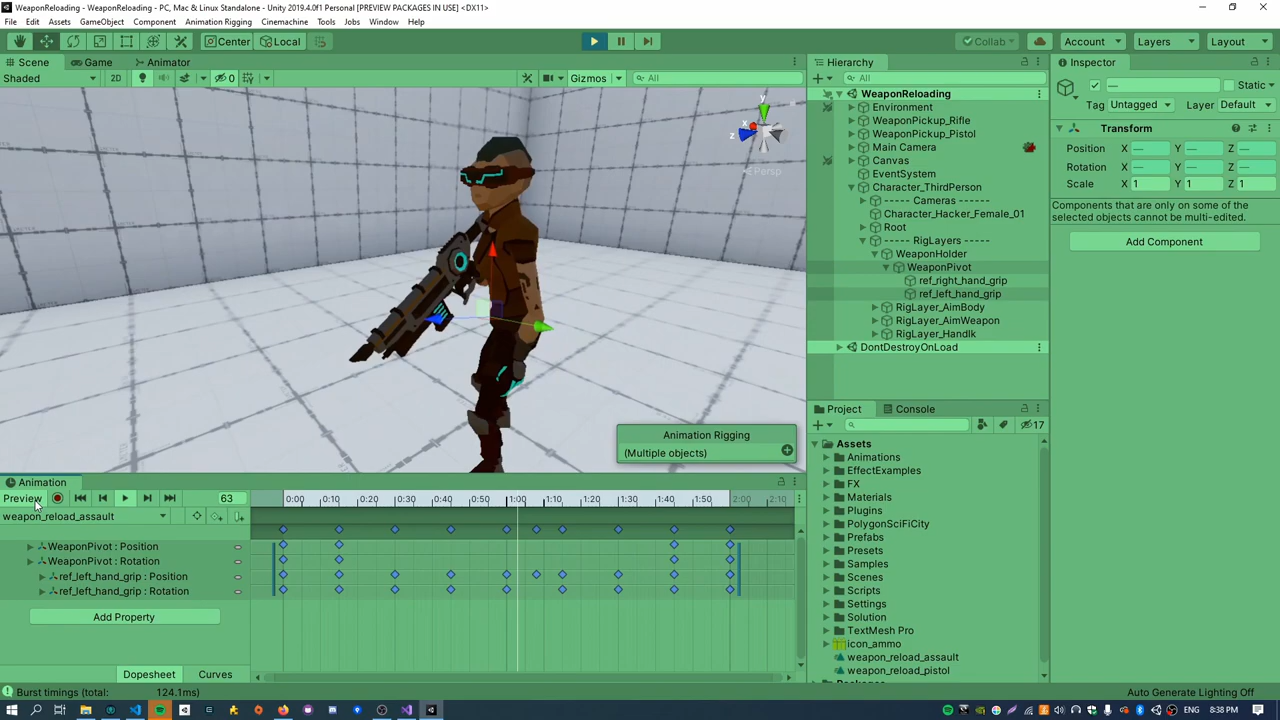 WeaponReloading - WeaponReloading - PC, Mac & Linux Standalone - Unity 2019.4.0f1 Personal [PREVIEW PACKAGES IN USE] <DX11>
File Edit Assets GameObject Component Animation Rigging Cinemachine Tools Jobs Window Help
Center Local Collab Account Layers Layout
Scene Game Animator
Shaded 2D 0 Gizmos All
y
x
z
Persp
Animation Rigging
(Multiple objects)
Hierarchy
All
WeaponReloading
Environment
WeaponPickup_Rifle
WeaponPickup_Pistol
Main Camera
Canvas
EventSystem
Character_ThirdPerson
----- Cameras ------
Character_Hacker_Female_01
Root
----- RigLayers -----
WeaponHolder
WeaponPivot
ref_right_hand_grip
ref_left_hand_grip
RigLayer_AimBody
RigLayer_AimWeapon
RigLayer_HandIk
DontDestroyOnLoad
Inspector
— Static
Tag Untagged Layer Default
Transform
Position X — Y — Z —
Rotation X — Y — Z —
Scale X 1 Y 1 Z 1
Components that are only on some of the
selected objects cannot be multi-edited.
Add Component
Project Console
17
Assets
Animations
EffectExamples
FX
Materials
Plugins
PolygonSciFiCity
Prefabs
Presets
Samples
Scenes
Scripts
Settings
Solution
TextMesh Pro
icon_ammo
weapon_reload_assault
weapon_reload_pistol
Animation
Preview 63 0:00 0:10 0:20 0:30 0:40 0:50 1:00 1:10 1:20 1:30 1:40 1:50 2:00 2:10
weapon_reload_assault
WeaponPivot : Position
WeaponPivot : Rotation
ref_left_hand_grip : Position
ref_left_hand_grip : Rotation
Add Property
Dopesheet Curves
Burst timings (total: 124.1ms)
Auto Generate Lighting Off
ENG 8:38 PM